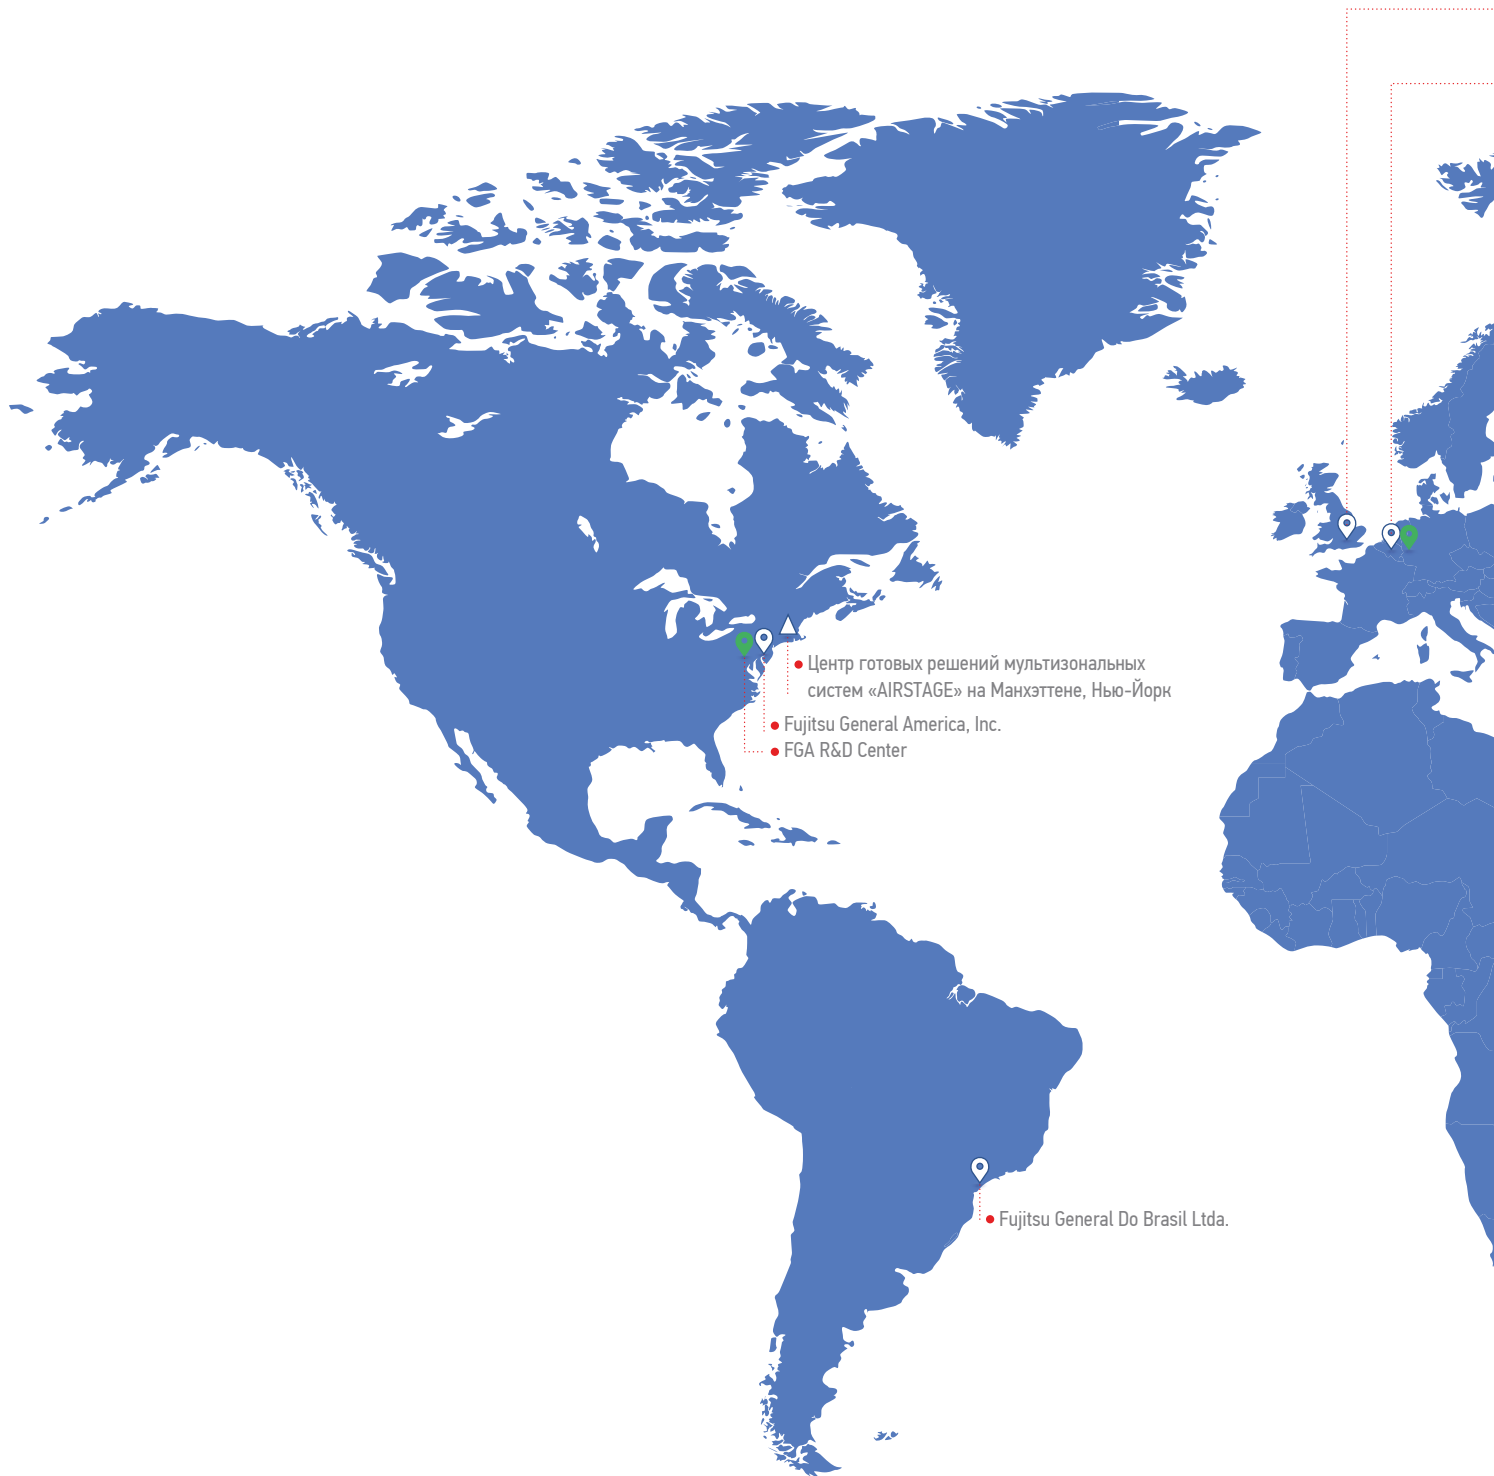 Центр готовых решений мультизональных
систем «AIRSTAGE» на Манхэттене, Нью-Йорк
Fujitsu General America, Inc.
FGA R&D Center
Fujitsu General Do Brasil Ltda.